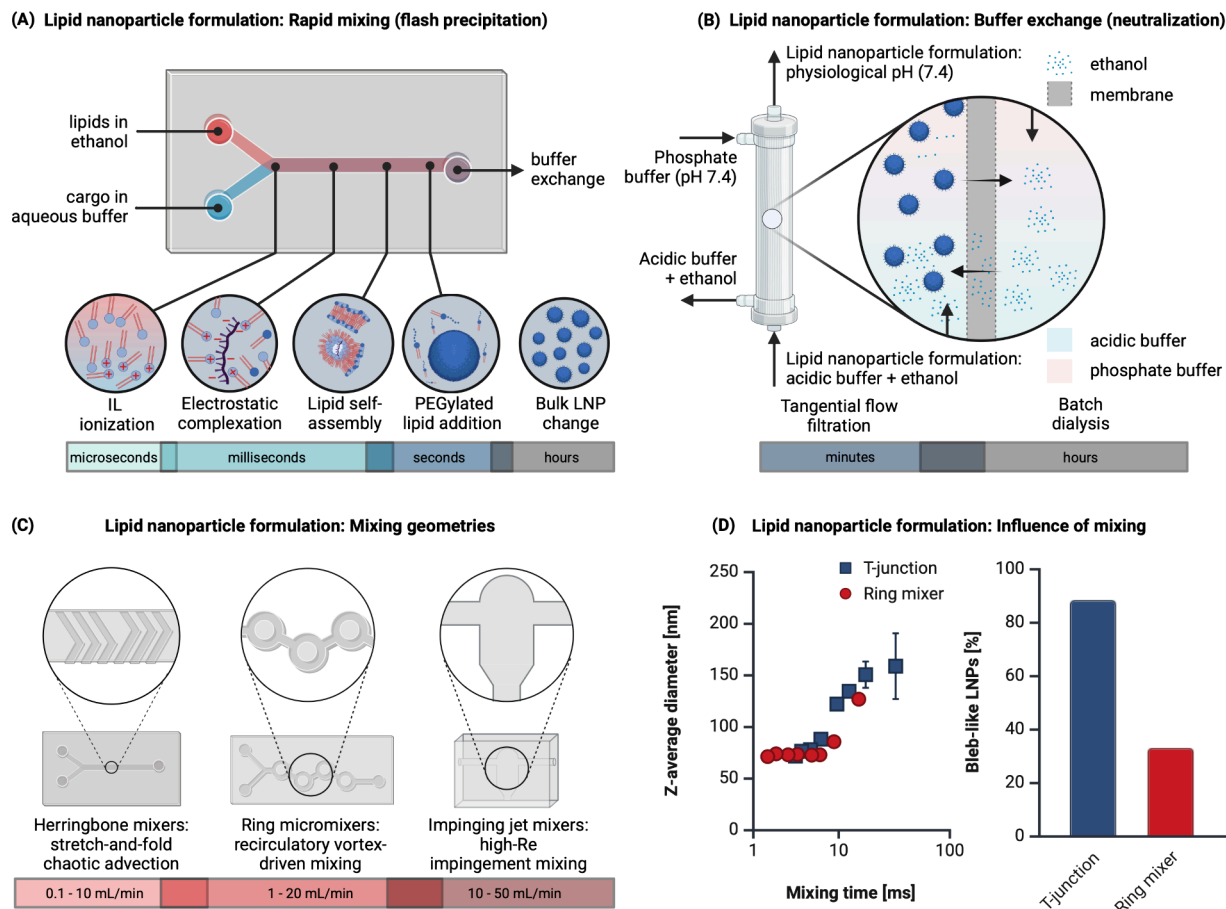 (A) Lipid nanoparticle formulation: Rapid mixing (flash precipitation)
lipids in
ethanol
cargo in
aqueous buffer
buffer
exchange
IL
ionization
Electrostatic
complexation
Lipid self-
assembly
PEGylated
lipid addition
Bulk LNP
change
microseconds
milliseconds
seconds
hours
(B) Lipid nanoparticle formulation: Buffer exchange (neutralization)
Lipid nanoparticle formulation:
physiological pH (7.4)
ethanol
membrane
Phosphate
buffer (pH 7.4)
Acidic buffer
+ ethanol
Lipid nanoparticle formulation:
acidic buffer + ethanol
acidic buffer
phosphate buffer
Tangential flow
filtration
Batch
dialysis
minutes
hours
(C) Lipid nanoparticle formulation: Mixing geometries
Herringbone mixers:
stretch-and-fold
chaotic advection
Ring micromixers:
recirculatory vortex-
driven mixing
Impinging jet mixers:
high-Re
impingement mixing
0.1 - 10 mL/min
1 - 20 mL/min
10 - 50 mL/min
(D) Lipid nanoparticle formulation: Influence of mixing
T-junction
Ring mixer
Z-average diameter [nm]
250
200
150
100
50
0
1
10
100
Mixing time [ms]
Bleb-like LNPs [%]
100
80
60
40
20
0
T-junction
Ring mixer